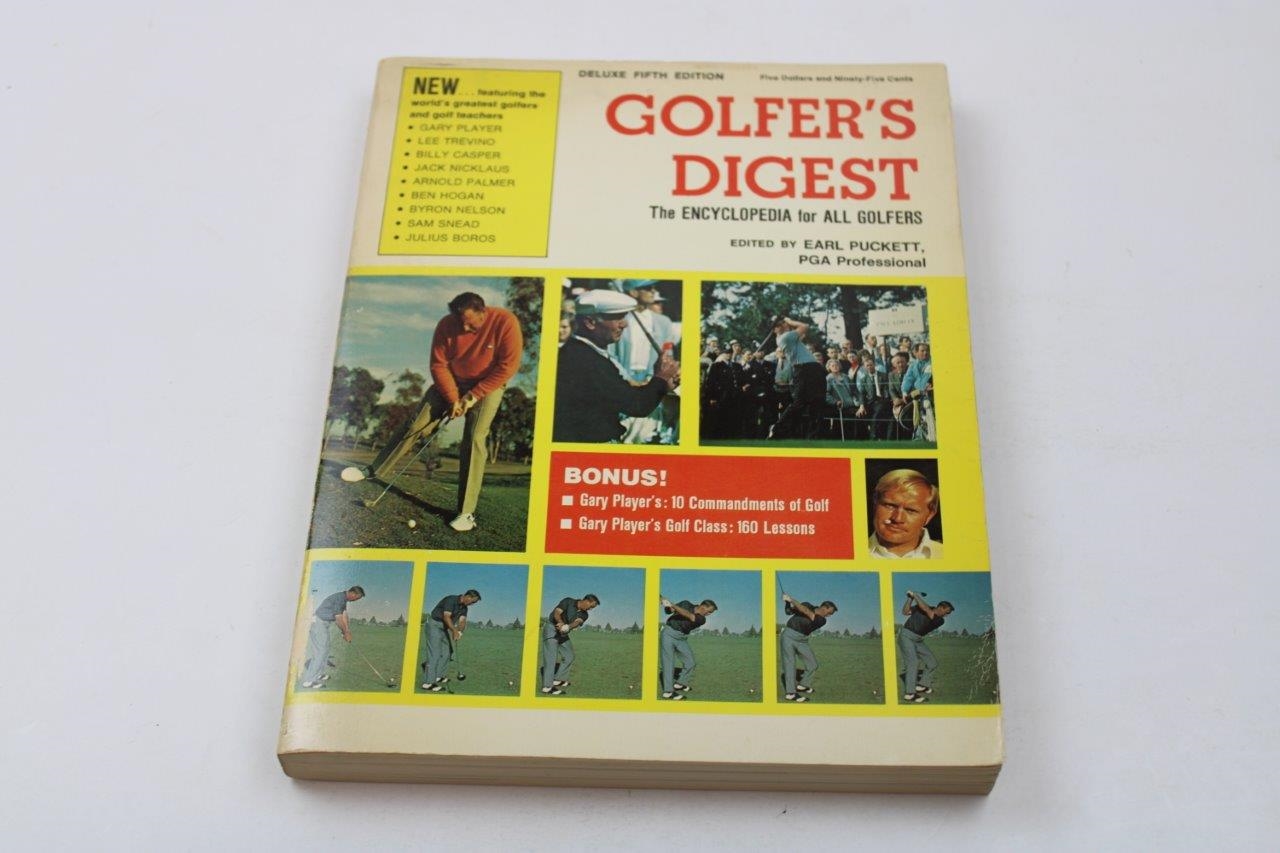 NEW... featuring the
world's greatest golfers
and golf teachers
• GARY PLAYER
• LEE TREVINO
• BILLY CASPER
• JACK NICKLAUS
• ARNOLD PALMER
• BEN HOGAN
• BYRON NELSON
• SAM SNEAD
• JULIUS BOROS
DELUXE FIFTH EDITION
Five Dollars and Ninety-Five Cents
GOLFER'S
DIGEST
The ENCYCLOPEDIA for ALL GOLFERS
EDITED BY EARL PUCKETT,
PGA Professional
BONUS!
■ Gary Player's: 10 Commandments of Golf
■ Gary Player's Golf Class: 160 Lessons